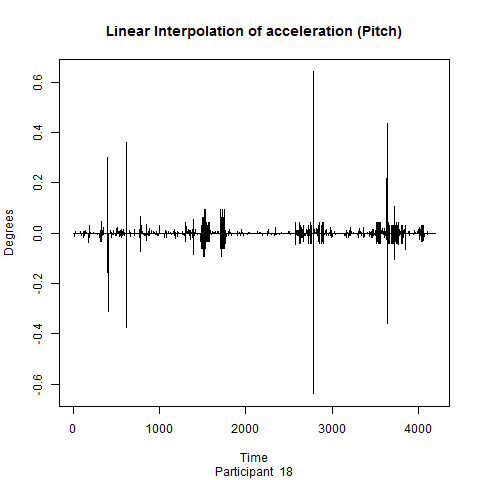 Linear Interpolation of acceleration (Pitch)
Degrees
0.6
0.4
0.2
0.0
-0.2
-0.4
-0.6
0 1000 2000 3000 4000
Time
Participant 18